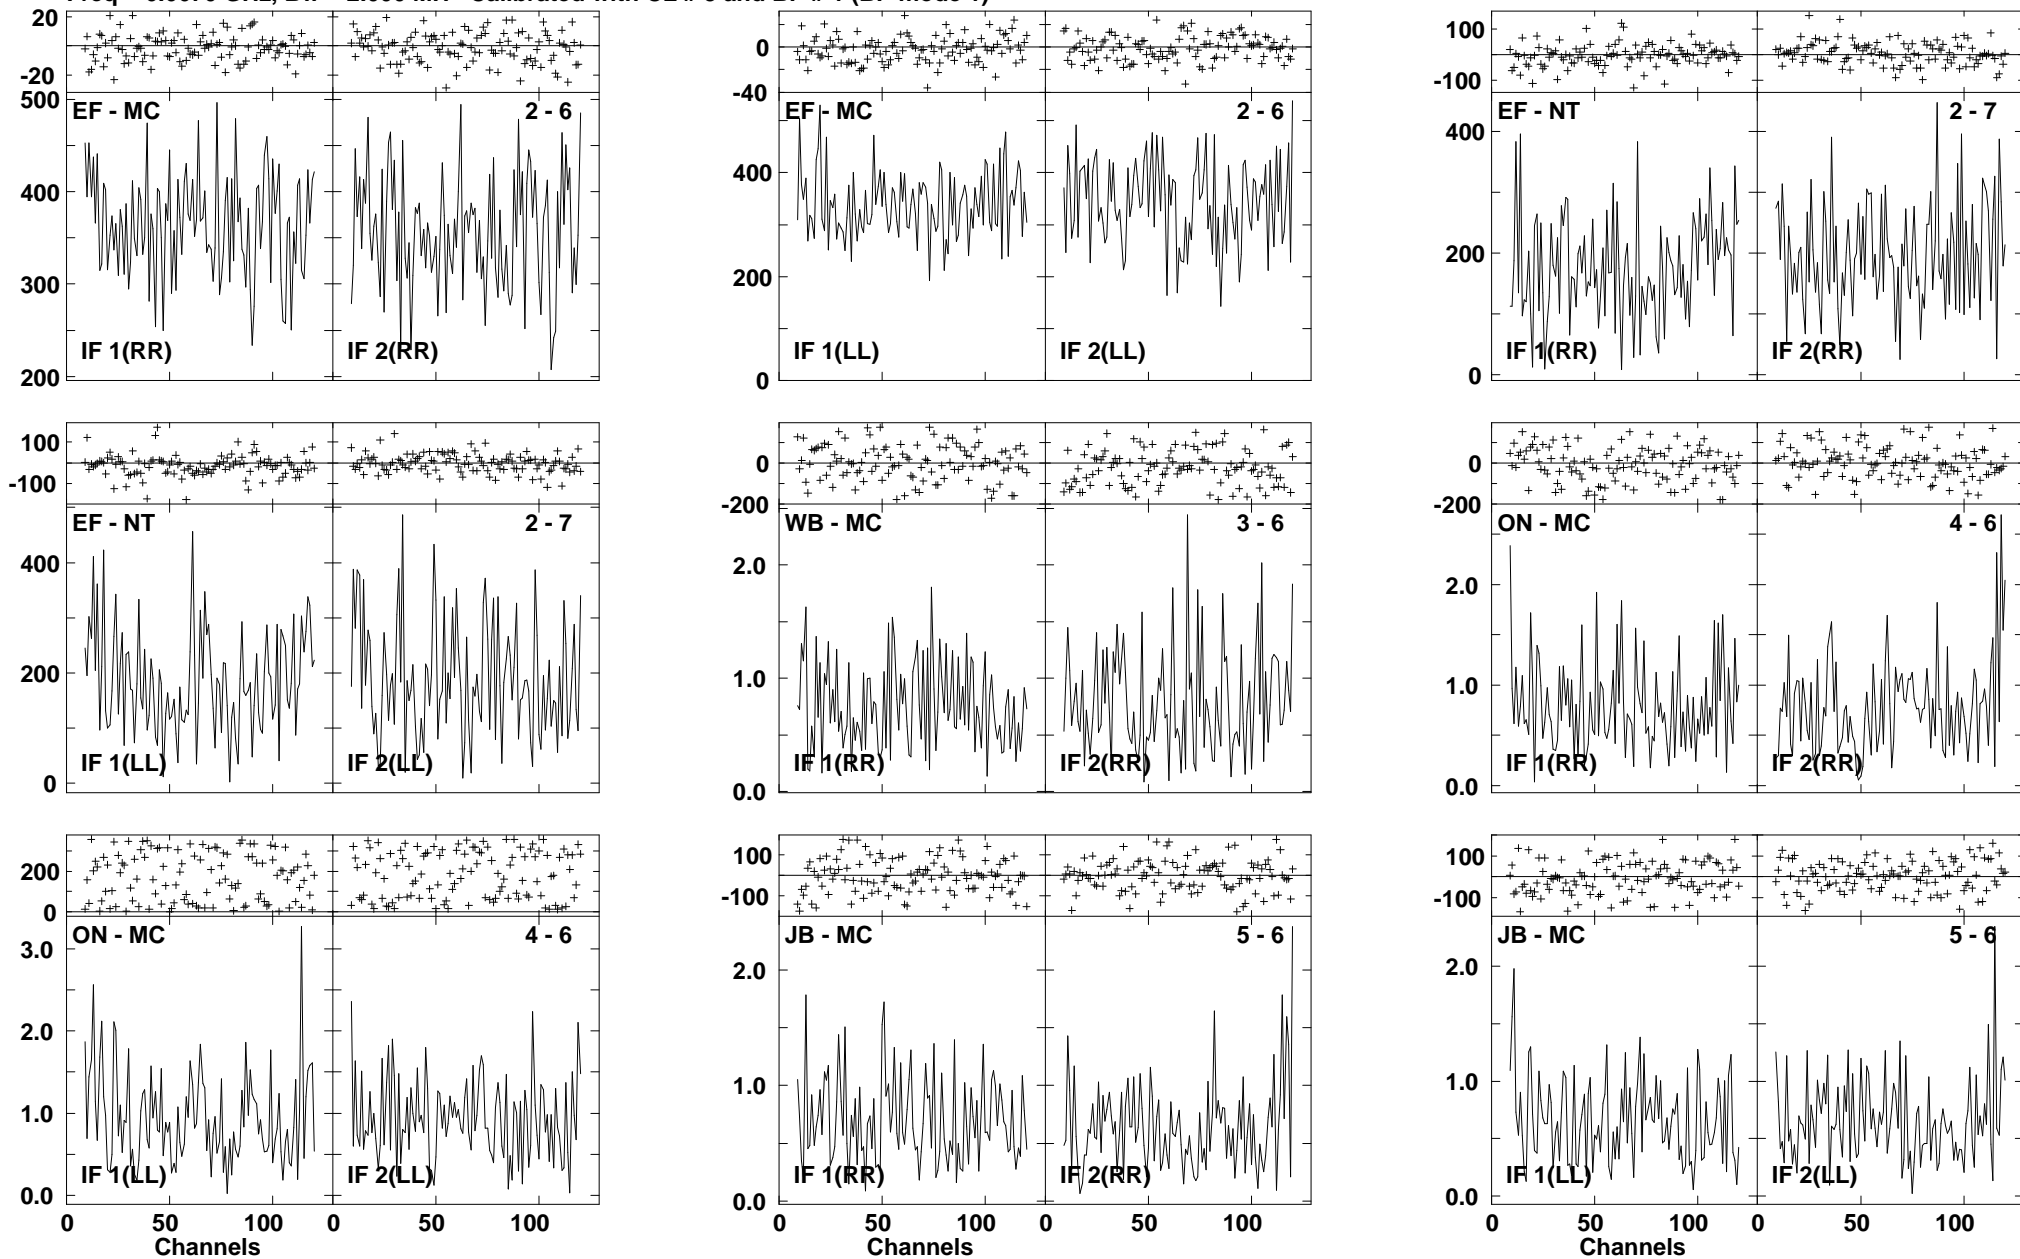 20
-20
500
400
300
200
EF - MC 2 - 6
IF 1(RR) IF 2(RR)
0
-40
400
200
0
EF - MC 2 - 6
IF 1(LL) IF 2(LL)
100
-100
400
200
0
EF - NT 2 - 7
IF 1(RR) IF 2(RR)
100
-100
400
200
0
EF - NT 2 - 7
IF 1(LL) IF 2(LL)
0
-200
2.0
1.0
0.0
WB - MC 3 - 6
IF 1(RR) IF 2(RR)
0
-200
2.0
1.0
0.0
ON - MC 4 - 6
IF 1(RR) IF 2(RR)
200
0
3.0
2.0
1.0
0.0
ON - MC 4 - 6
IF 1(LL) IF 2(LL)
0 50 100 0 50 100
Channels
100
-100
2.0
1.0
0.0
JB - MC 5 - 6
IF 1(RR) IF 2(RR)
0 50 100 0 50 100
Channels
100
-100
2.0
1.0
0.0
JB - MC 5 - 6
IF 1(LL) IF 2(LL)
0 50 100 0 50 100
Channels